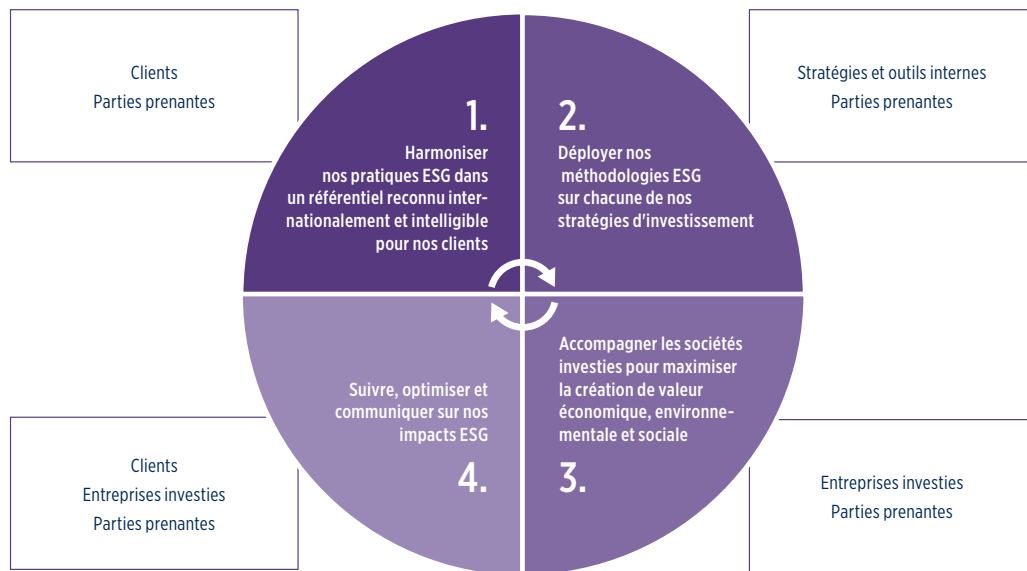 Clients
Parties prenantes
1.
Harmoniser
nos pratiques ESG dans
un référentiel reconnu inter-
nationalement et intelligible
pour nos clients
2.
Déployer nos
méthodologies ESG
sur chacune de nos
stratégies d'investissement
Stratégies et outils internes
Parties prenantes
Clients
Entreprises investies
Parties prenantes
Suivre, optimiser et
communiquer sur nos
impacts ESG
4.
Accompagner les sociétés
investies pour maximiser
la création de valeur
économique, environne-
mentale et sociale
3.
Entreprises investies
Parties prenantes